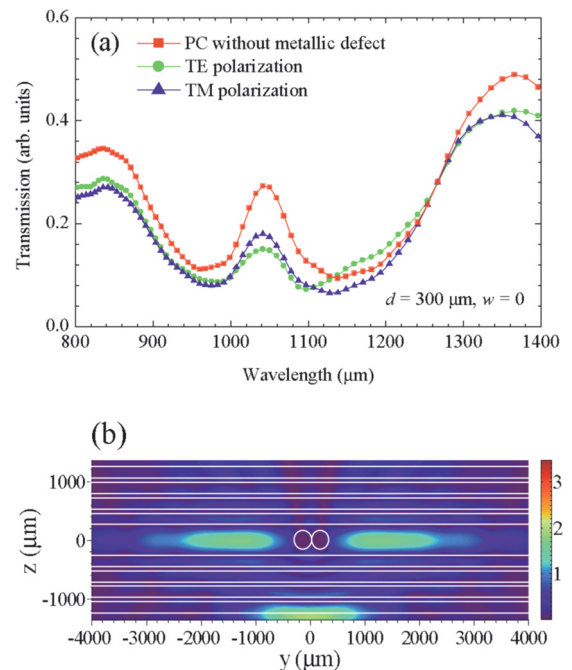 (a)
PC without metallic defect
TE polarization
TM polarization
0.6
0.4
0.2
0.0
Transmission (arb. units)
d = 300 μm, w = 0
800 900 1000 1100 1200 1300 1400
Wavelength (μm)
(b)
1000
0
-1000
z (μm)
3
2
1
-4000 -3000 -2000 -1000 0 1000 2000 3000 4000
y (μm)